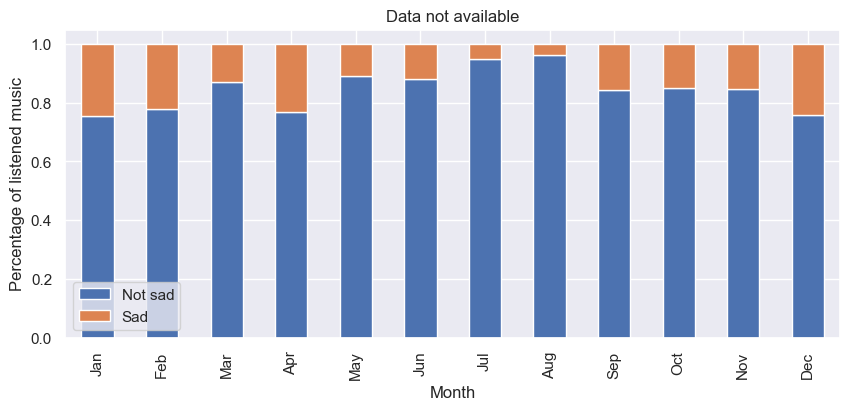 Data not available
Percentage of listened music
1.0
0.8
0.6
0.4
0.2
0.0
Not sad
Sad
Jan Feb Mar Apr May Jun Jul Aug Sep Oct Nov Dec
Month